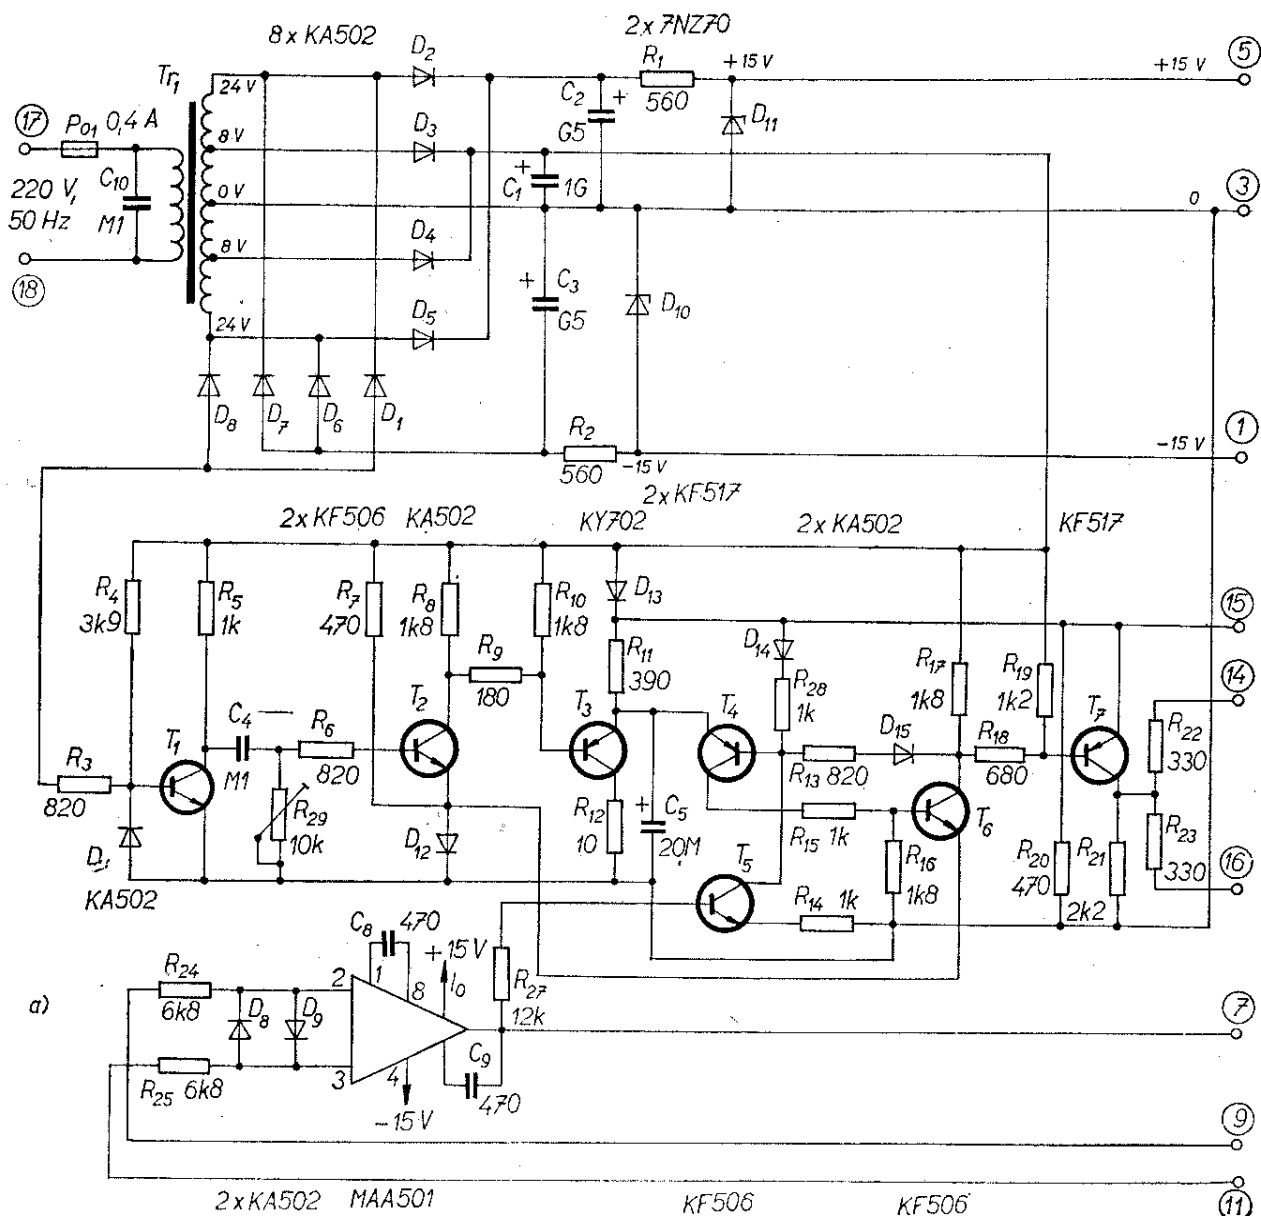 8 x KA502
2 x 7NZ70
Tr1
24 V
D2
C2
+
G5
R1
560
+15 V
+15 V
5
17
Po1 0,4 A
8 V
D3
D11
C10
M1
220 V,
50 Hz
0 V
+
C1
1G
0
3
18
8 V
D4
+
C3
G5
D10
24 V
D5
D8
D7
D6
D1
R2
560
-15 V
-15 V
1
2 x KF517
2 x KF506
KA502
KY702
2 x KA502
KF517
R4
3k9
R5
1k
R7
470
R8
1k8
R10
1k8
D13
15
R9
180
R11
390
D14
R28
1k
R17
1k8
R19
1k2
14
T1
C4
M1
R6
820
T2
T3
T4
D15
T7
R22
330
R3
820
R13 820
R18
680
R29
10k
D12
R12
10
+
C5
20M
R15 1k
T6
R16
1k8
R20
470
R21
2k2
R23
330
D1
KA502
T5
R14 1k
16
C8
470
+15 V
R24
6k8
2
1
8
10
R27
12k
a)
D8
D9
7
R25
6k8
3
4
-15 V
C9
470
9
2 x KA502
MAA501
KF506
KF506
11